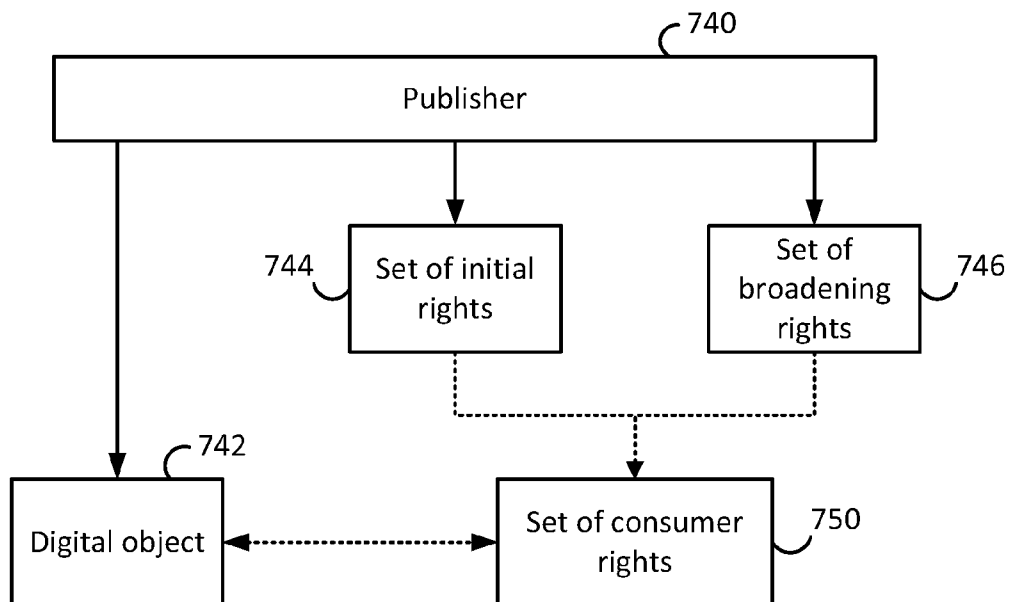 740
Publisher
744
Set of initial
rights
Set of
broadening
rights
746
742
Digital object
Set of consumer
rights
750